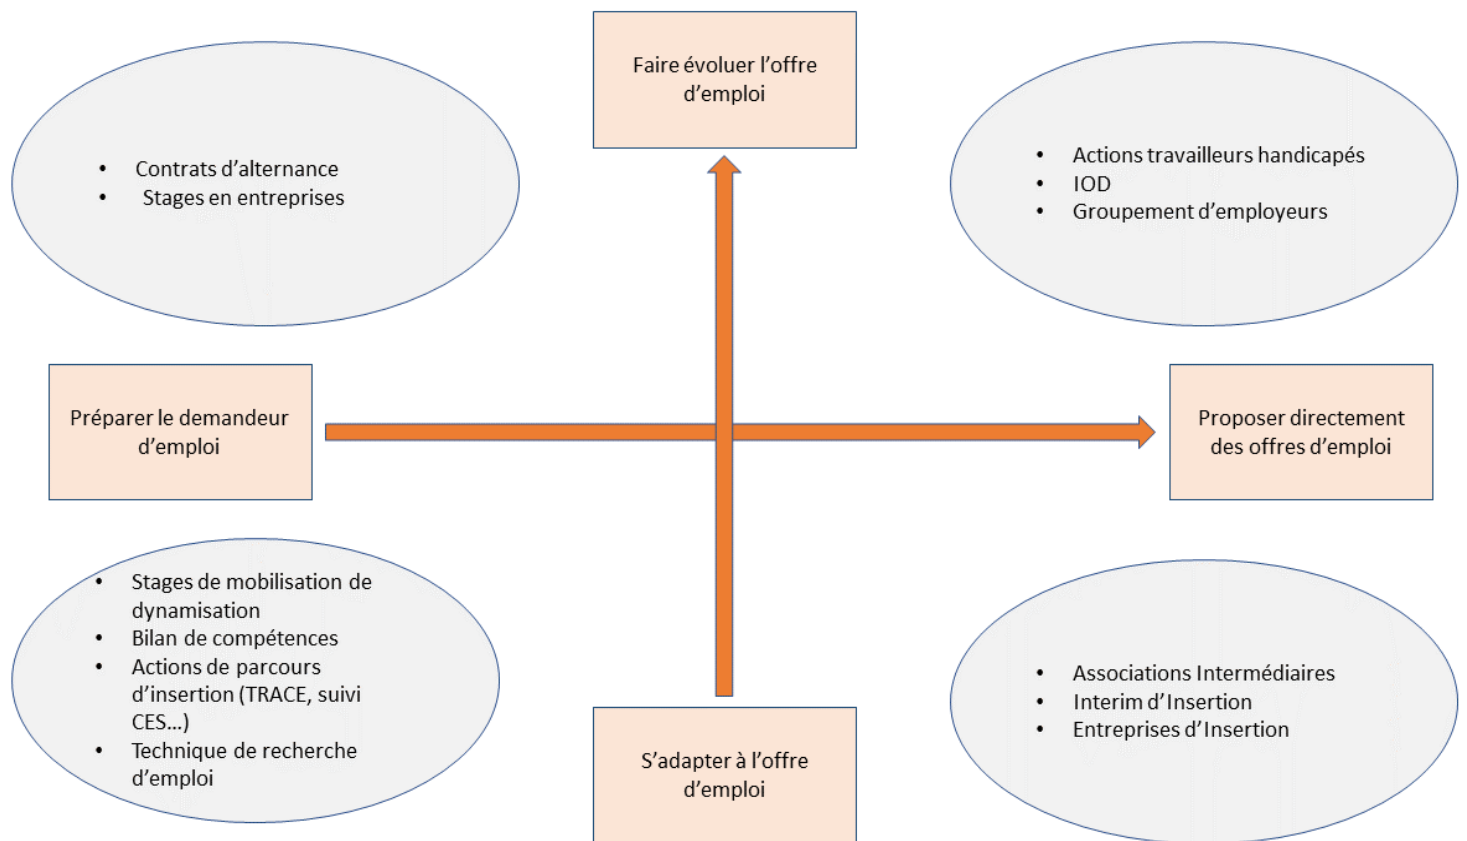 Faire évoluer l'offre
d'emploi
• Contrats d'alternance
• Stages en entreprises
• Actions travailleurs handicapés
• IOD
• Groupement d'employeurs
Préparer le demandeur
d'emploi
Proposer directement
des offres d'emploi
• Stages de mobilisation de
dynamisation
• Bilan de compétences
• Actions de parcours
d'insertion (TRACE, suivi
CES…)
• Technique de recherche
d'emploi
S'adapter à l'offre
d'emploi
• Associations Intermédiaires
• Interim d'Insertion
• Entreprises d'Insertion